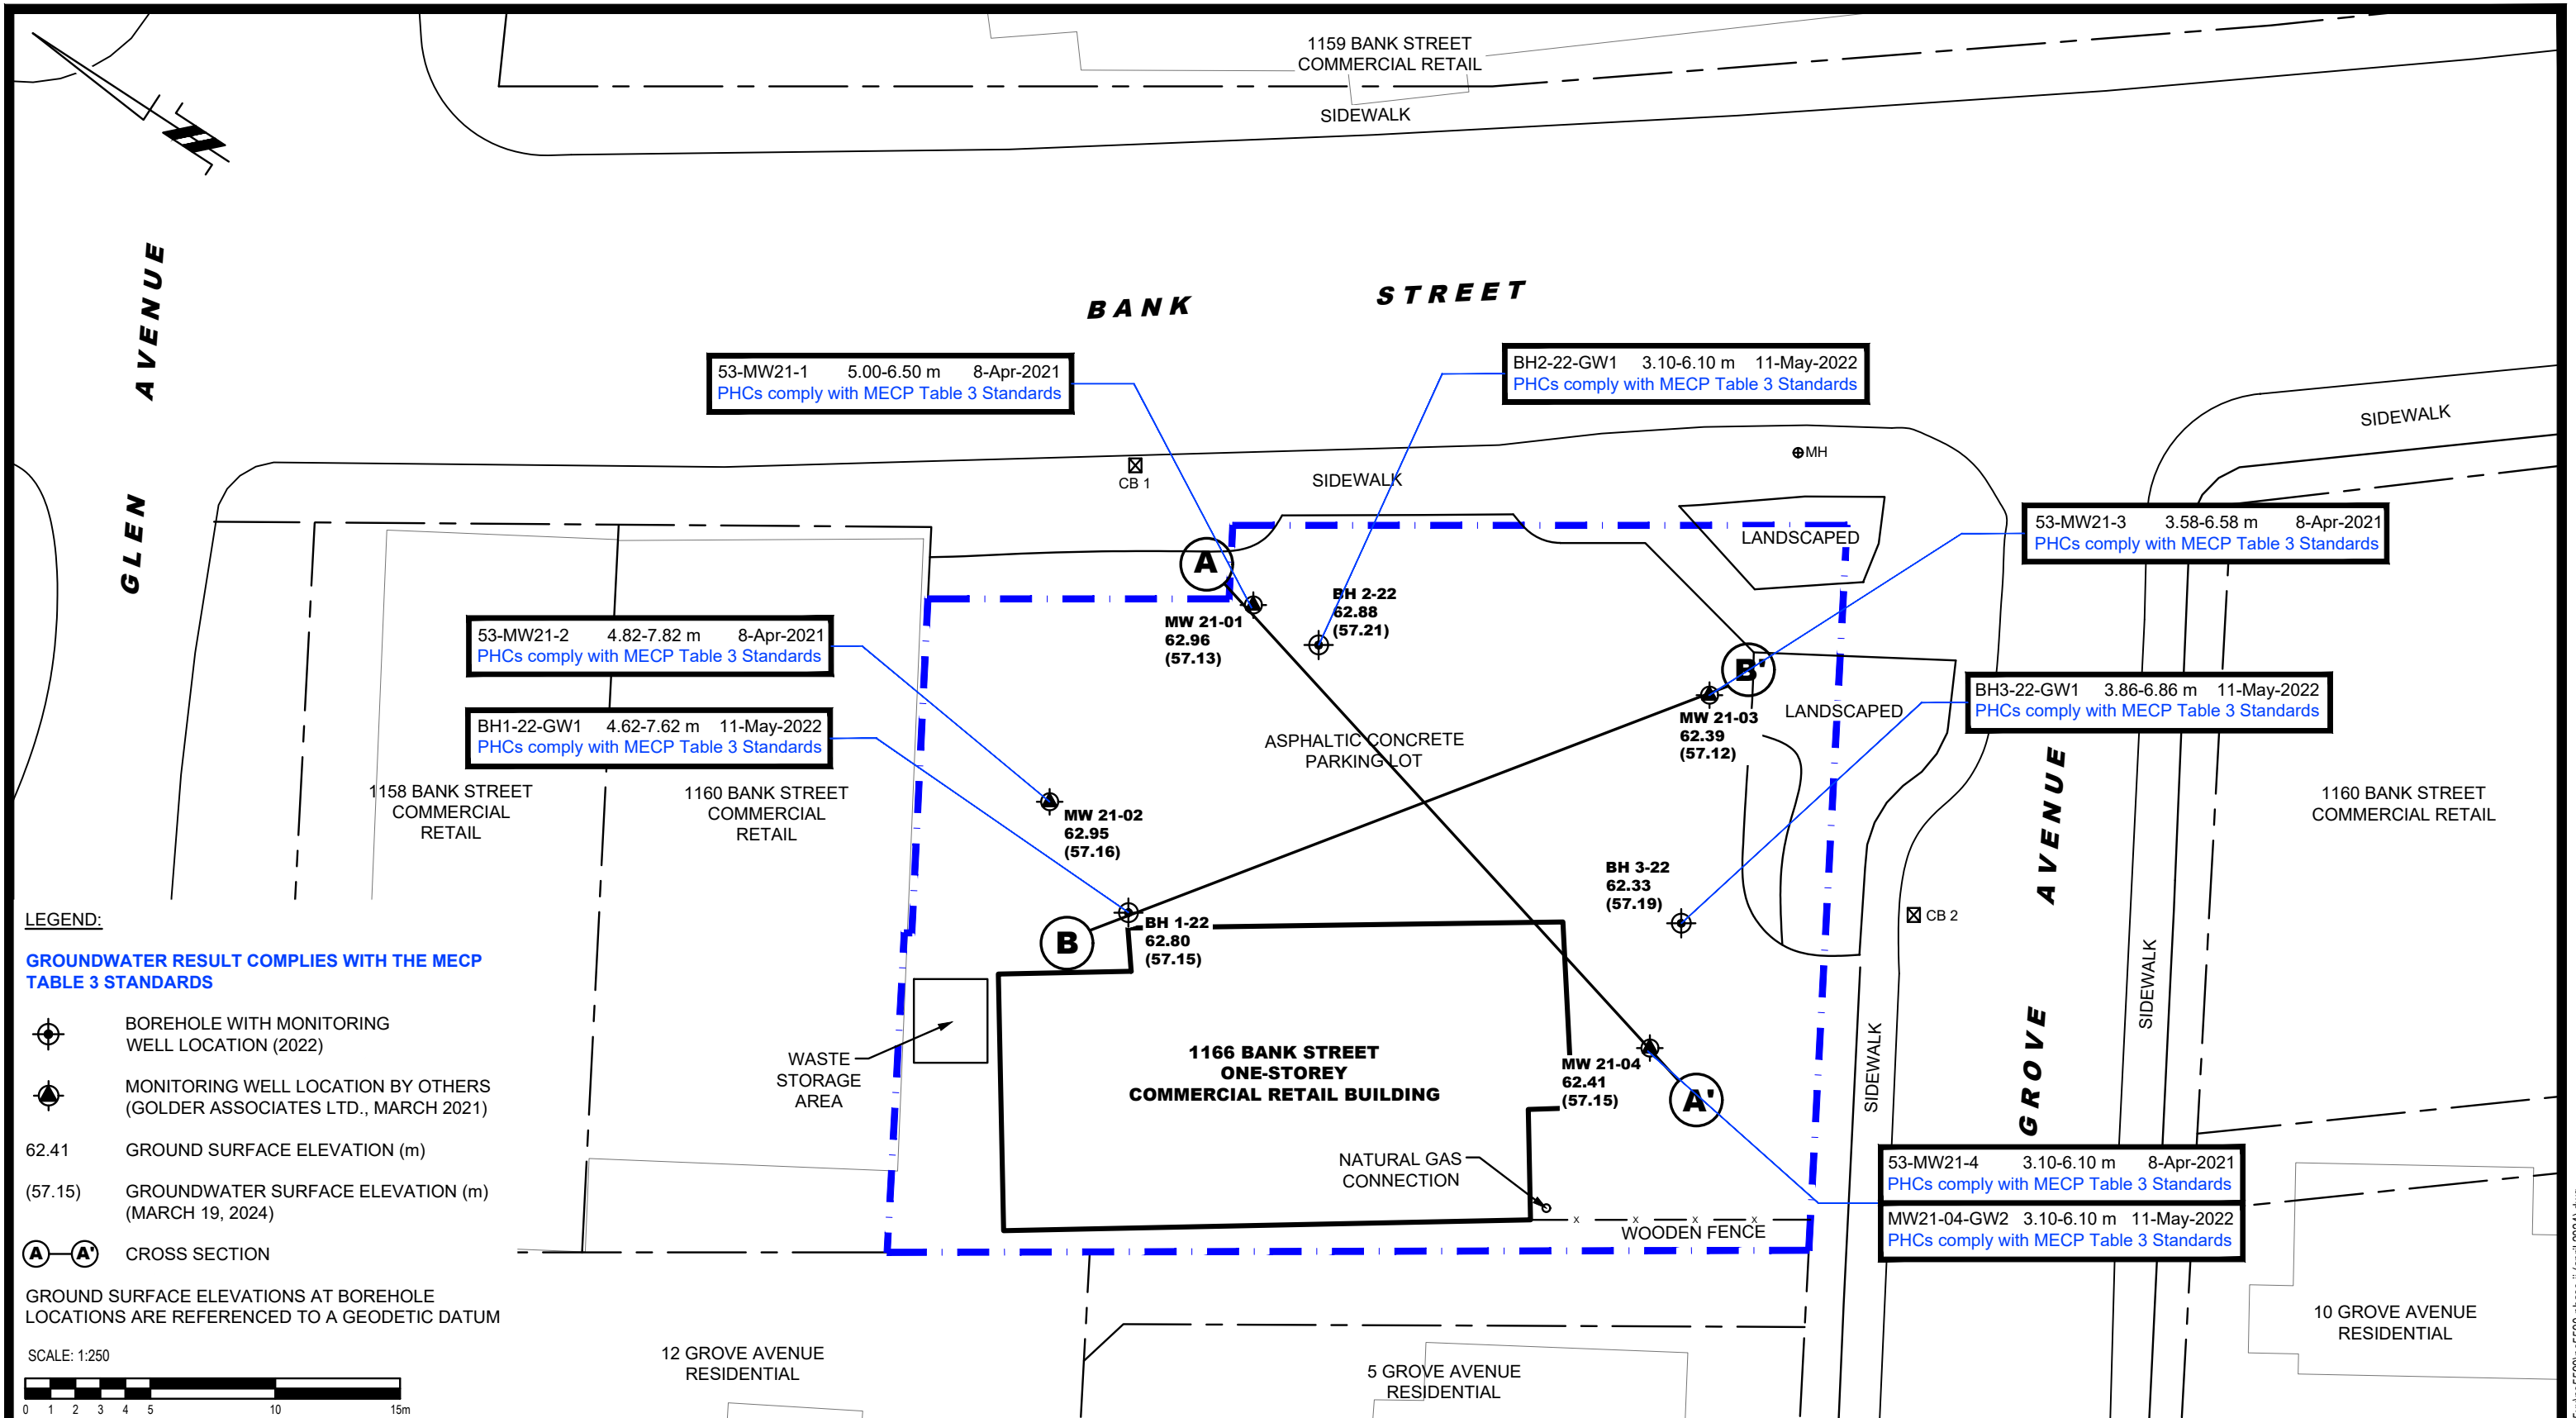 1159 BANK STREET
COMMERCIAL RETAIL
SIDEWALK
GLEN AVENUE
BANK STREET
53-MW21-1 5.00-6.50 m 8-Apr-2021
PHCs comply with MECP Table 3 Standards
BH2-22-GW1 3.10-6.10 m 11-May-2022
PHCs comply with MECP Table 3 Standards
SIDEWALK
MH
CB 1
SIDEWALK
53-MW21-3 3.58-6.58 m 8-Apr-2021
PHCs comply with MECP Table 3 Standards
LANDSCAPED
A
BH 2-22
62.88
(57.21)
MW 21-01
62.96
(57.13)
53-MW21-2 4.82-7.82 m 8-Apr-2021
PHCs comply with MECP Table 3 Standards
B'
BH3-22-GW1 3.86-6.86 m 11-May-2022
PHCs comply with MECP Table 3 Standards
LANDSCAPED
MW 21-03
62.39
(57.12)
BH1-22-GW1 4.62-7.62 m 11-May-2022
PHCs comply with MECP Table 3 Standards
ASPHALTIC CONCRETE
PARKING LOT
1158 BANK STREET
COMMERCIAL
RETAIL
1160 BANK STREET
COMMERCIAL
RETAIL
MW 21-02
62.95
(57.16)
1160 BANK STREET
COMMERCIAL RETAIL
BH 3-22
62.33
(57.19)
GROVE AVENUE
CB 2
B
BH 1-22
62.80
(57.15)
SIDEWALK
SIDEWALK
WASTE
STORAGE
AREA
1166 BANK STREET
ONE-STOREY
COMMERCIAL RETAIL BUILDING
MW 21-04
62.41
(57.15)
A'
NATURAL GAS
CONNECTION
x x x x
WOODEN FENCE
53-MW21-4 3.10-6.10 m 8-Apr-2021
PHCs comply with MECP Table 3 Standards
MW21-04-GW2 3.10-6.10 m 11-May-2022
PHCs comply with MECP Table 3 Standards
12 GROVE AVENUE
RESIDENTIAL
5 GROVE AVENUE
RESIDENTIAL
10 GROVE AVENUE
RESIDENTIAL
LEGEND:
GROUNDWATER RESULT COMPLIES WITH THE MECP
TABLE 3 STANDARDS
BOREHOLE WITH MONITORING
WELL LOCATION (2022)
MONITORING WELL LOCATION BY OTHERS
(GOLDER ASSOCIATES LTD., MARCH 2021)
62.41 GROUND SURFACE ELEVATION (m)
(57.15) GROUNDWATER SURFACE ELEVATION (m)
(MARCH 19, 2024)
A A' CROSS SECTION
GROUND SURFACE ELEVATIONS AT BOREHOLE
LOCATIONS ARE REFERENCED TO A GEODETIC DATUM
SCALE: 1:250
0 1 2 3 4 5 10 15m